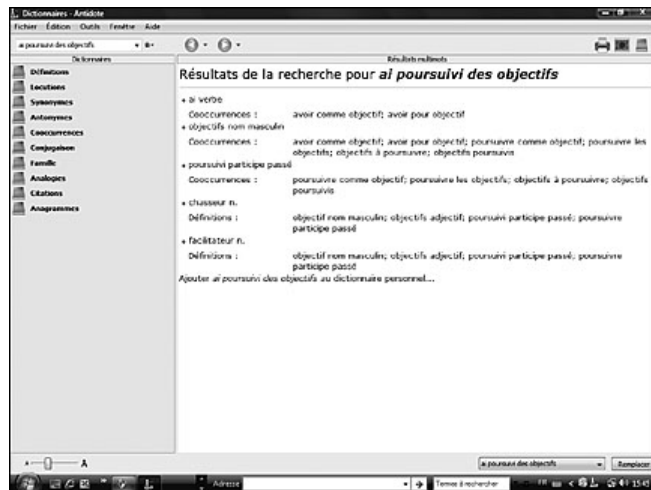 Dictionnaires - Antidote
Fichier Édition Outils Fenêtre Aide
ai poursuivi des objectifs
Dictionnaires
Résultats multimots
Définitions
Locutions
Synonymes
Antonymes
Cooccurrences
Conjugaison
Famille
Analogies
Citations
Anagrammes
Résultats de la recherche pour ai poursuivi des objectifs
ai verbe
Cooccurrences : avoir comme objectif; avoir pour objectif
objectifs nom masculin
Cooccurrences : avoir comme objectif; avoir pour objectif; poursuivre comme objectif; poursuivre les
objectifs; objectifs à poursuivre; objectifs poursuivis
poursuivi participe passé
Cooccurrences : poursuivre comme objectif; poursuivre les objectifs; objectifs à poursuivre; objectifs
poursuivis
chasseur n.
Définitions : objectif nom masculin; objectifs adjectif; poursuivi participe passé; poursuivre
participe passé
facilitateur n.
Définitions : objectif nom masculin; objectifs adjectif; poursuivi participe passé; poursuivre
participe passé
Ajouter ai poursuivi des objectifs au dictionnaire personnel...
A A
ai poursuivi des objectifs Remplacer
Adresse Termes à rechercher FR 15:45